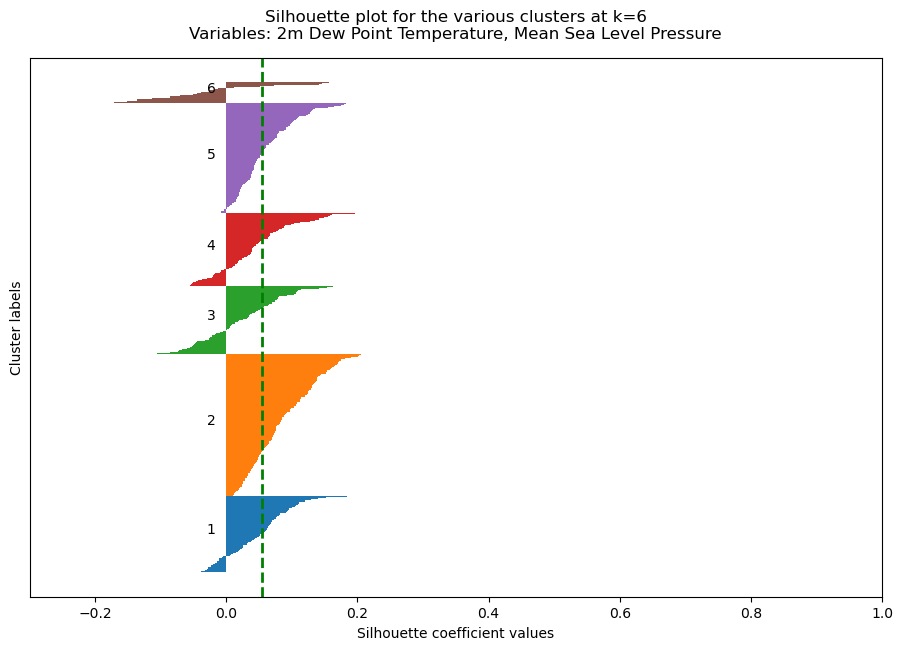 Silhouette plot for the various clusters at k=6
Variables: 2m Dew Point Temperature, Mean Sea Level Pressure
6
5
4
3
2
1
Cluster labels
−0.2 0.0 0.2 0.4 0.6 0.8 1.0
Silhouette coefficient values